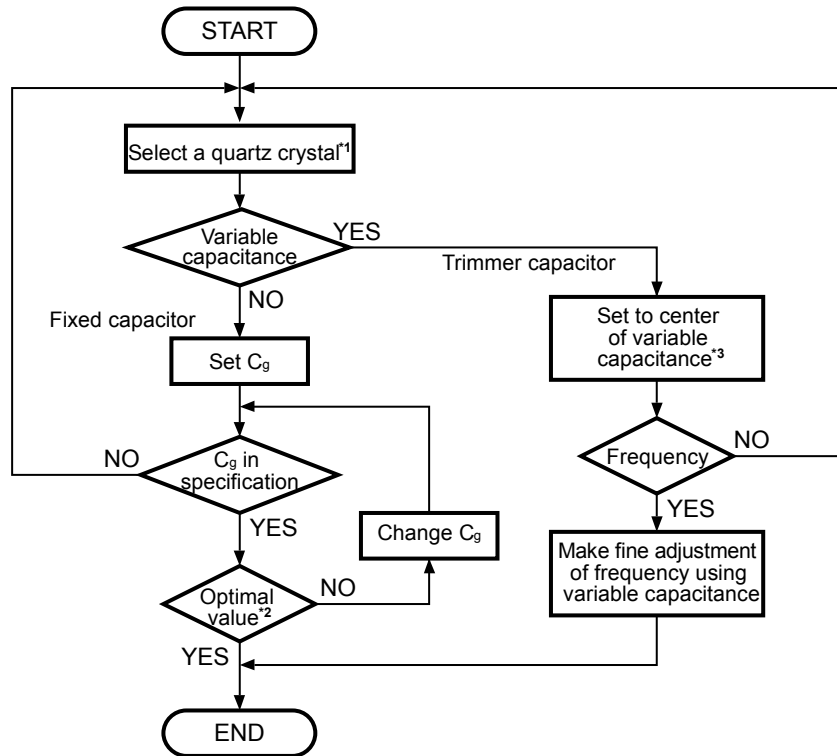 START
Select a quartz crystal*1
Variable
capacitance
YES
Trimmer capacitor
NO
Fixed capacitor
Set Cg
Set to center
of variable
capacitance*3
NO
Cg in
specification
YES
Frequency
NO
YES
Change Cg
Make fine adjustment
of frequency using
variable capacitance
Optimal
value*2
NO
YES
END